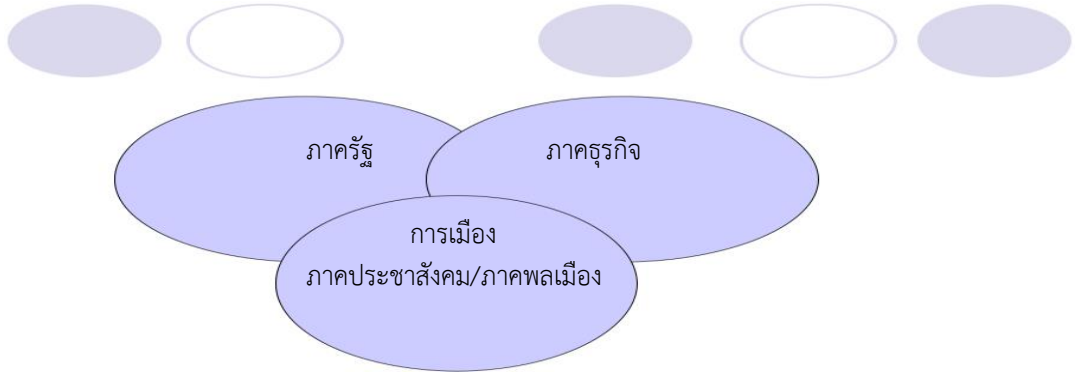 ภาครัฐ
ภาคธุรกิจ
การเมือง
ภาคประชาสังคม/ภาคพลเมือง